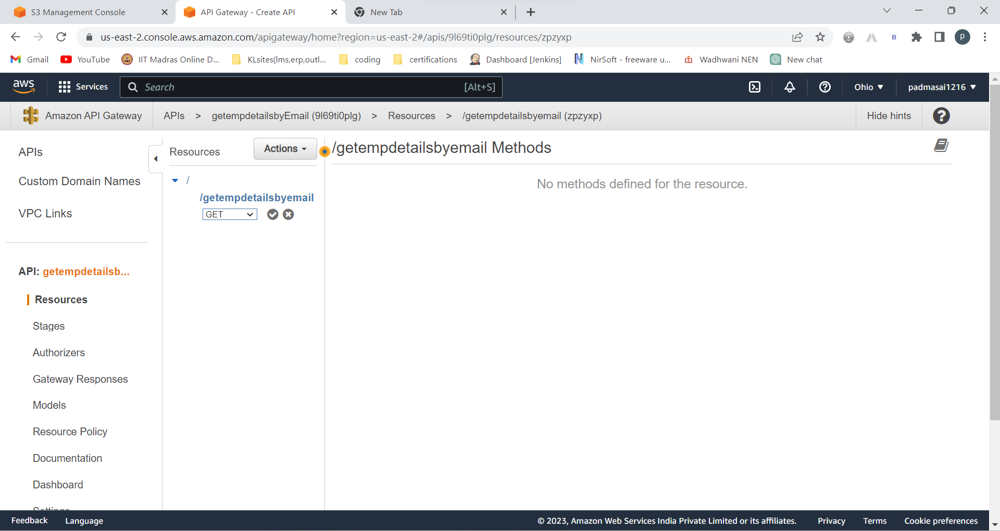 S3 Management Console
API Gateway - Create API
New Tab
us-east-2.console.aws.amazon.com/apigateway/home?region=us-east-2#/apis/9l69ti0plg/resources/zpzyxp
B
p
Gmail
YouTube
IIT Madras Online D...
KLsites(lms,erp,outl...
coding
certifications
Dashboard [Jenkins]
NirSoft - freeware u...
Wadhwani NEN
New chat
aws
Services
Search
[Alt+S]
Ohio
padmasai1216
Amazon API Gateway
APIs > getempdetailsbyEmail (9l69ti0plg) > Resources > /getempdetailsbyemail (zpzyxp)
Hide hints
?
APIs
Custom Domain Names
VPC Links
API: getempdetailsb...
Resources
Stages
Authorizers
Gateway Responses
Models
Resource Policy
Documentation
Dashboard
Settings
Resources
Actions
/
/getempdetailsbyemail
GET
/getempdetailsbyemail Methods
No methods defined for the resource.
Feedback
Language
© 2023, Amazon Web Services India Private Limited or its affiliates.
Privacy
Terms
Cookie preferences